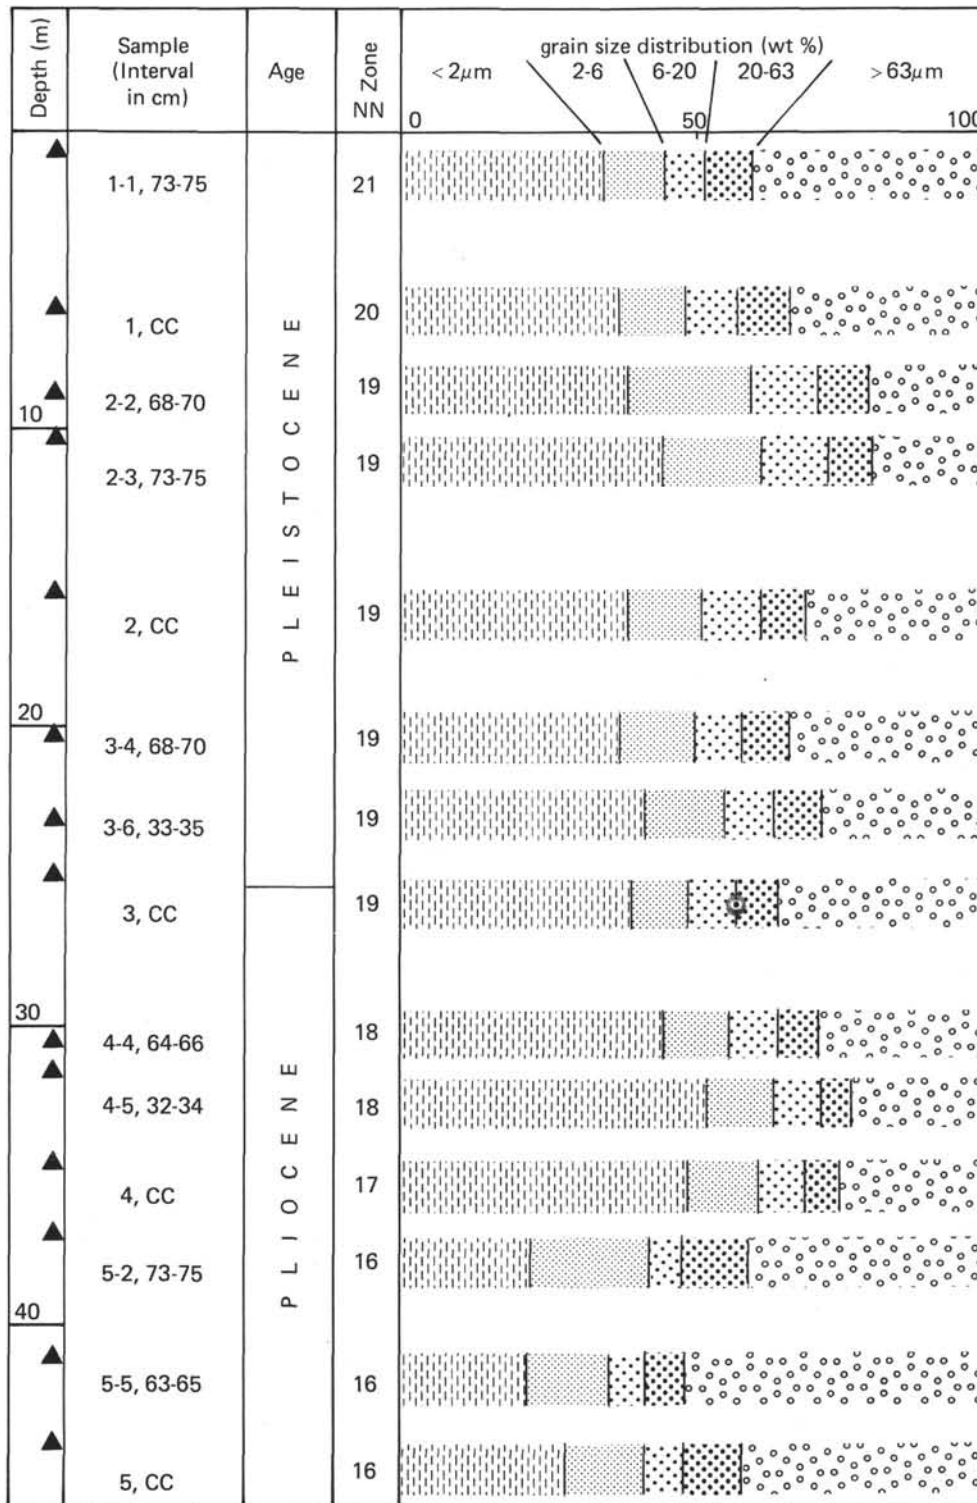 Depth (m)
Sample
(Interval
in cm)
Age
NN Zone
grain size distribution (wt %)
< 2µm 2-6 6-20 20-63 > 63µm
0 50 100
1-1, 73-75 21
1, CC 20
2-2, 68-70 19
10
2-3, 73-75 19
PLEISTOCENE
2, CC 19
20
3-4, 68-70 19
3-6, 33-35 19
3, CC 19
30
4-4, 64-66 18
4-5, 32-34 18
PLIOCENE
4, CC 17
5-2, 73-75 16
40
5-5, 63-65 16
5, CC 16